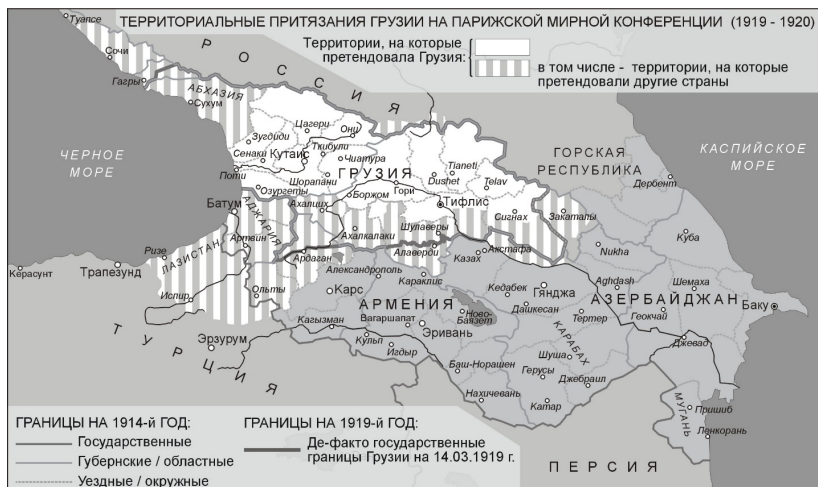 ТЕРРИТОРИАЛЬНЫЕ ПРИТЯЗАНИЯ ГРУЗИИ НА ПАРИЖСКОЙ МИРНОЙ КОНФЕРЕНЦИИ (1919 - 1920)
Территории, на которые
претендовала Грузия:
в том числе - территории, на которые
претендовали другие страны
Туапсе
Сочи
Гагры
РОССИЯ
АБХАЗИЯ
Сухум
Цагери
Они
Зугдиди
Ткибули
Сенаки
Кутаис
Чиатура
Поти
Шорапани
ГРУЗИЯ
Озургеты
Боржом
Гори
Dushet
Tianeti
Telav
Тифлис
ЧЕРНОЕ
МОРЕ
ГОРСКАЯ
РЕСПУБЛИКА
КАСПИЙСКОЕ
МОРЕ
Дербент
Батум
АДЖАРИЯ
Ахалцих
Ахалкалаки
Шулаверы
Сигнах
Закаталы
Куба
Nukha
Ризе
ЛАЗИСТАН
Артвин
Ардаган
Алаверди
Казах
Акстафа
Керасунт
Трапезунд
Александрополь
Караклис
Aghdash
Шемаха
Испир
Ольты
Карс
АРМЕНИЯ
Кедабек
Гянджа
АЗЕРБАЙДЖАН
Баку
Ново-
Баязет
Дашкесан
Геокчай
Вагаршапат
Тертер
Кагызман
Эривань
КАРАБАХ
Эрзурум
Кульп
Игдыр
Шуша
Джевад
ТУРЦИЯ
Баш-Норашен
Герусы
Джебраил
Нахичевань
Катар
МУГАНЬ
Пришиб
Ленкорань
ПЕРСИЯ
ГРАНИЦЫ НА 1914-й ГОД:
Государственные
Губернские / областные
Уездные / окружные
ГРАНИЦЫ НА 1919-й ГОД:
Де-факто государственные
границы Грузии на 14.03.1919 г.